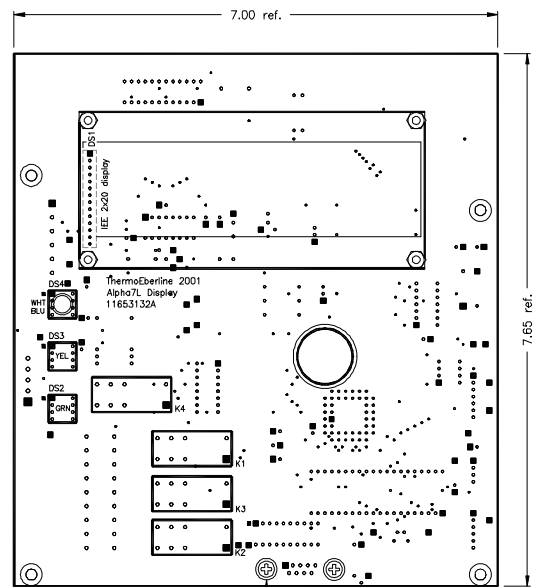 7.00 ref.
DS1
IEE 2x20 display
ThermoEberline 2001
Alpha7L Display
11653132A
DS4
WHT
BLU
DS3
YEL
DS2
GRN
K4
K1
K3
K2
7.65 ref.